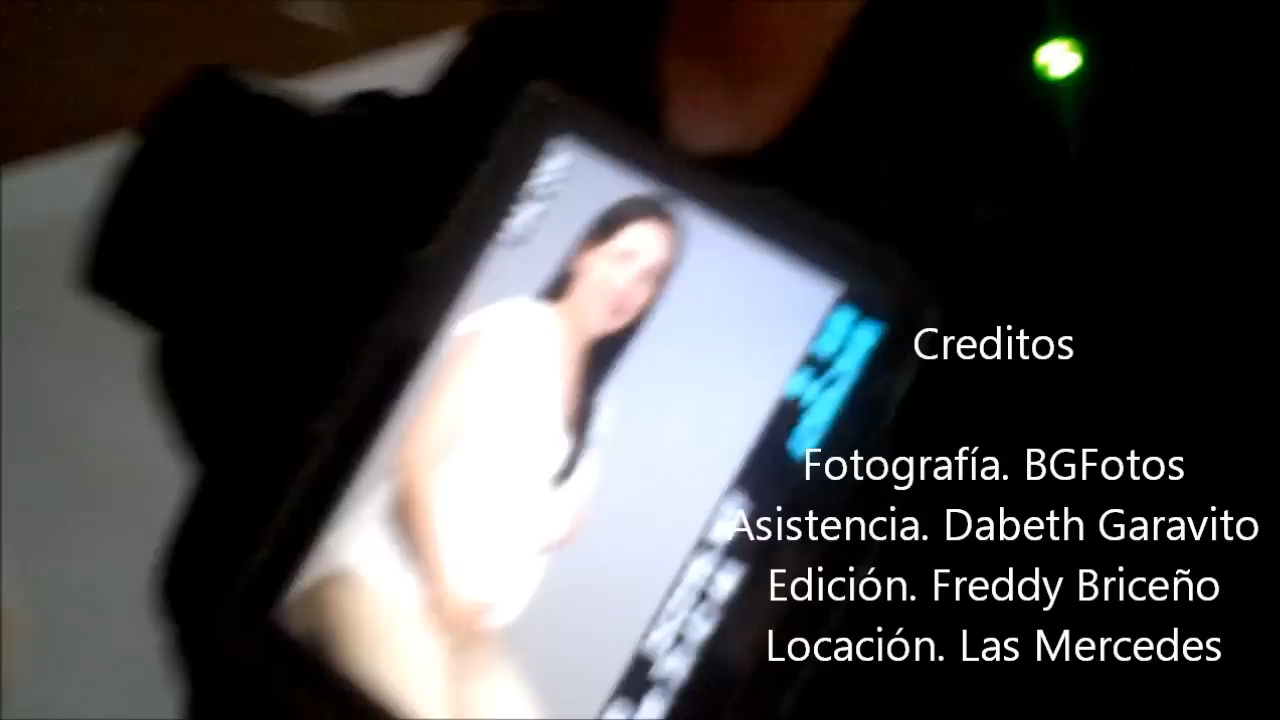 Creditos
Fotografía. BGFotos
Asistencia. Dabeth Garavito
Edición. Freddy Briceño
Locación. Las Mercedes